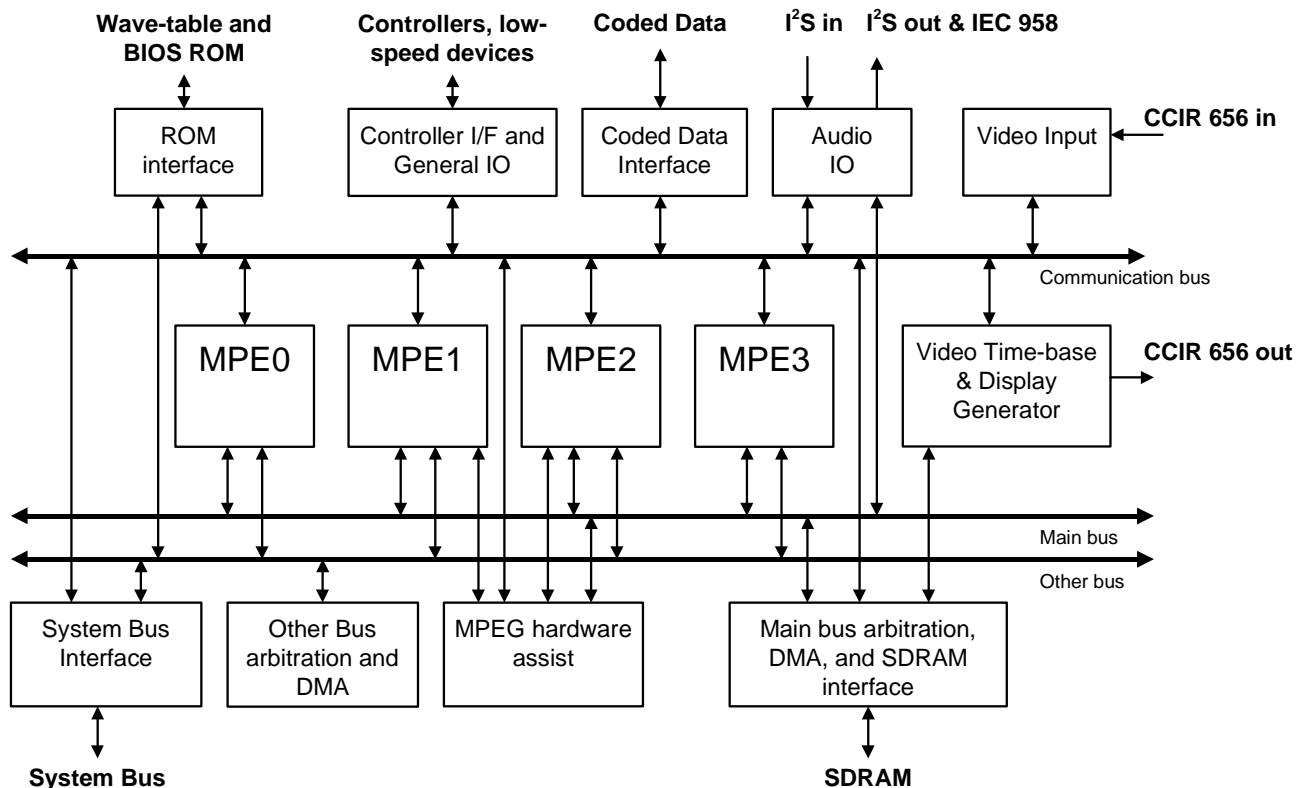 Wave-table and
BIOS ROM
Controllers, low-
speed devices
Coded Data
I²S in
I²S out & IEC 958
ROM
interface
Controller I/F and
General IO
Coded Data
Interface
Audio
IO
Video Input
CCIR 656 in
Communication bus
MPE0
MPE1
MPE2
MPE3
Video Time-base
& Display
Generator
CCIR 656 out
Main bus
Other bus
System Bus
Interface
Other Bus
arbitration and
DMA
MPEG hardware
assist
Main bus arbitration,
DMA, and SDRAM
interface
System Bus
SDRAM